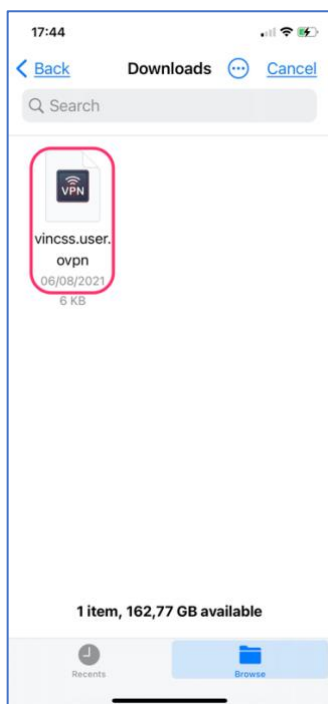 17:44
Back Downloads Cancel
Search
VPN
vincss.user.
ovpn
06/08/2021
6 KB
1 item, 162,77 GB available
Recents Browse